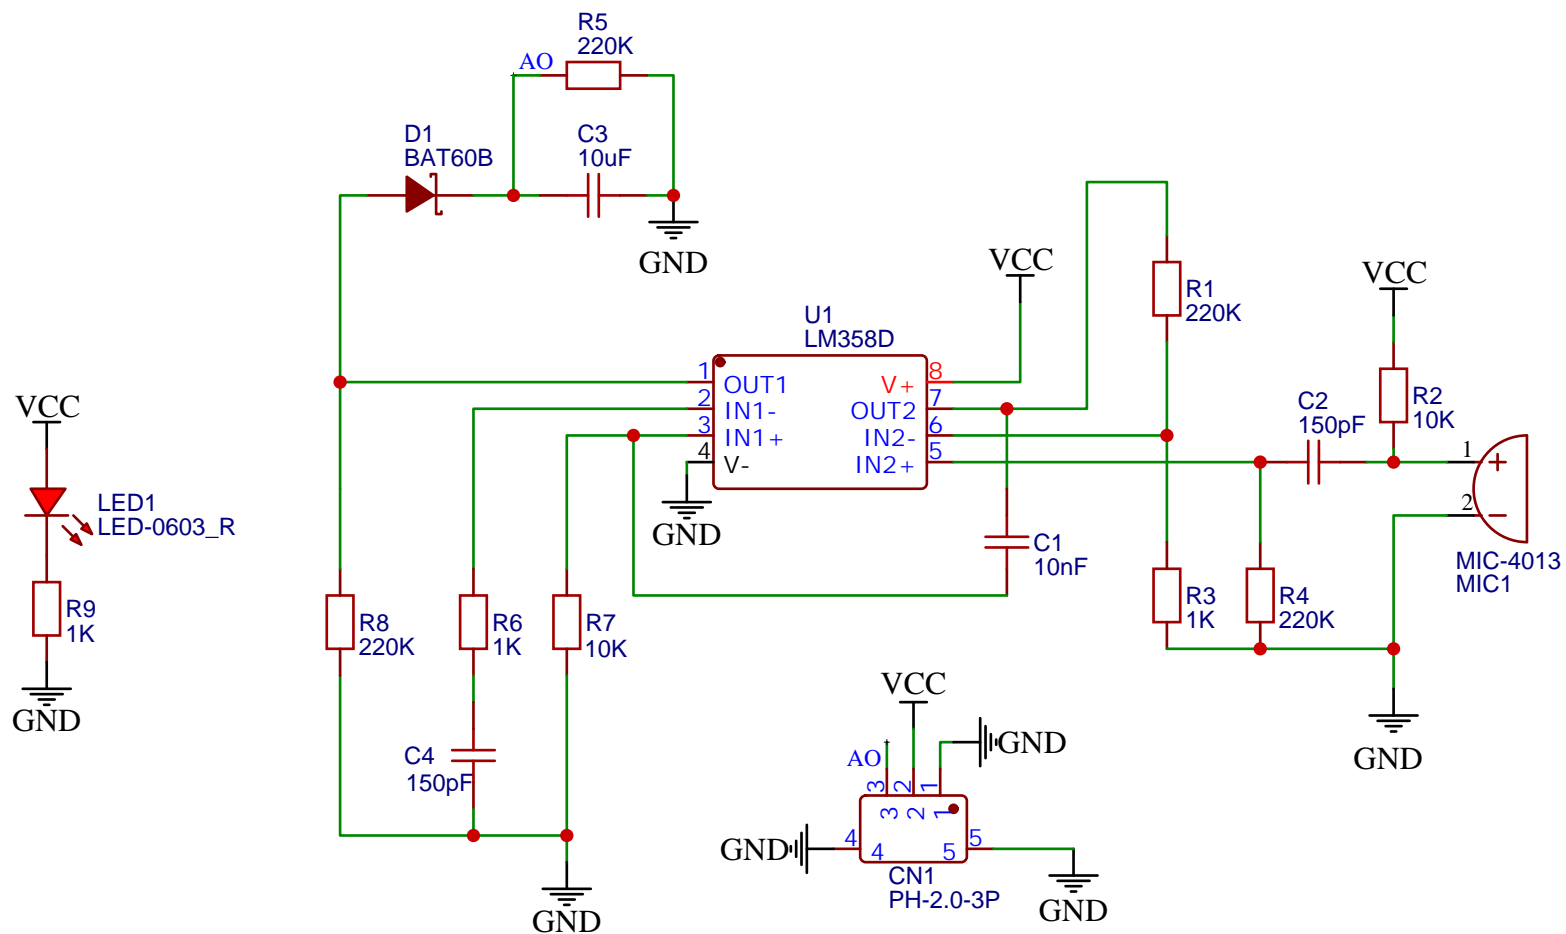 R5
220K
AO
D1
BAT60B
C3
10uF
GND
VCC
VCC
R1
220K
U1
LM358D
1
OUT1
V+
8
2
IN1-
OUT2
7
3
IN1+
IN2-
6
4
V-
IN2+
5
C2
150pF
R2
10K
1
2
MIC-4013
MIC1
VCC
LED1
LED-0603_R
GND
C1
10nF
R9
1K
GND
R8
220K
R6
1K
R7
10K
R3
1K
R4
220K
GND
C4
150pF
GND
VCC
AO
GND
3
2
1
3
2
1
GND
4
4
5
5
CN1
PH-2.0-3P
GND